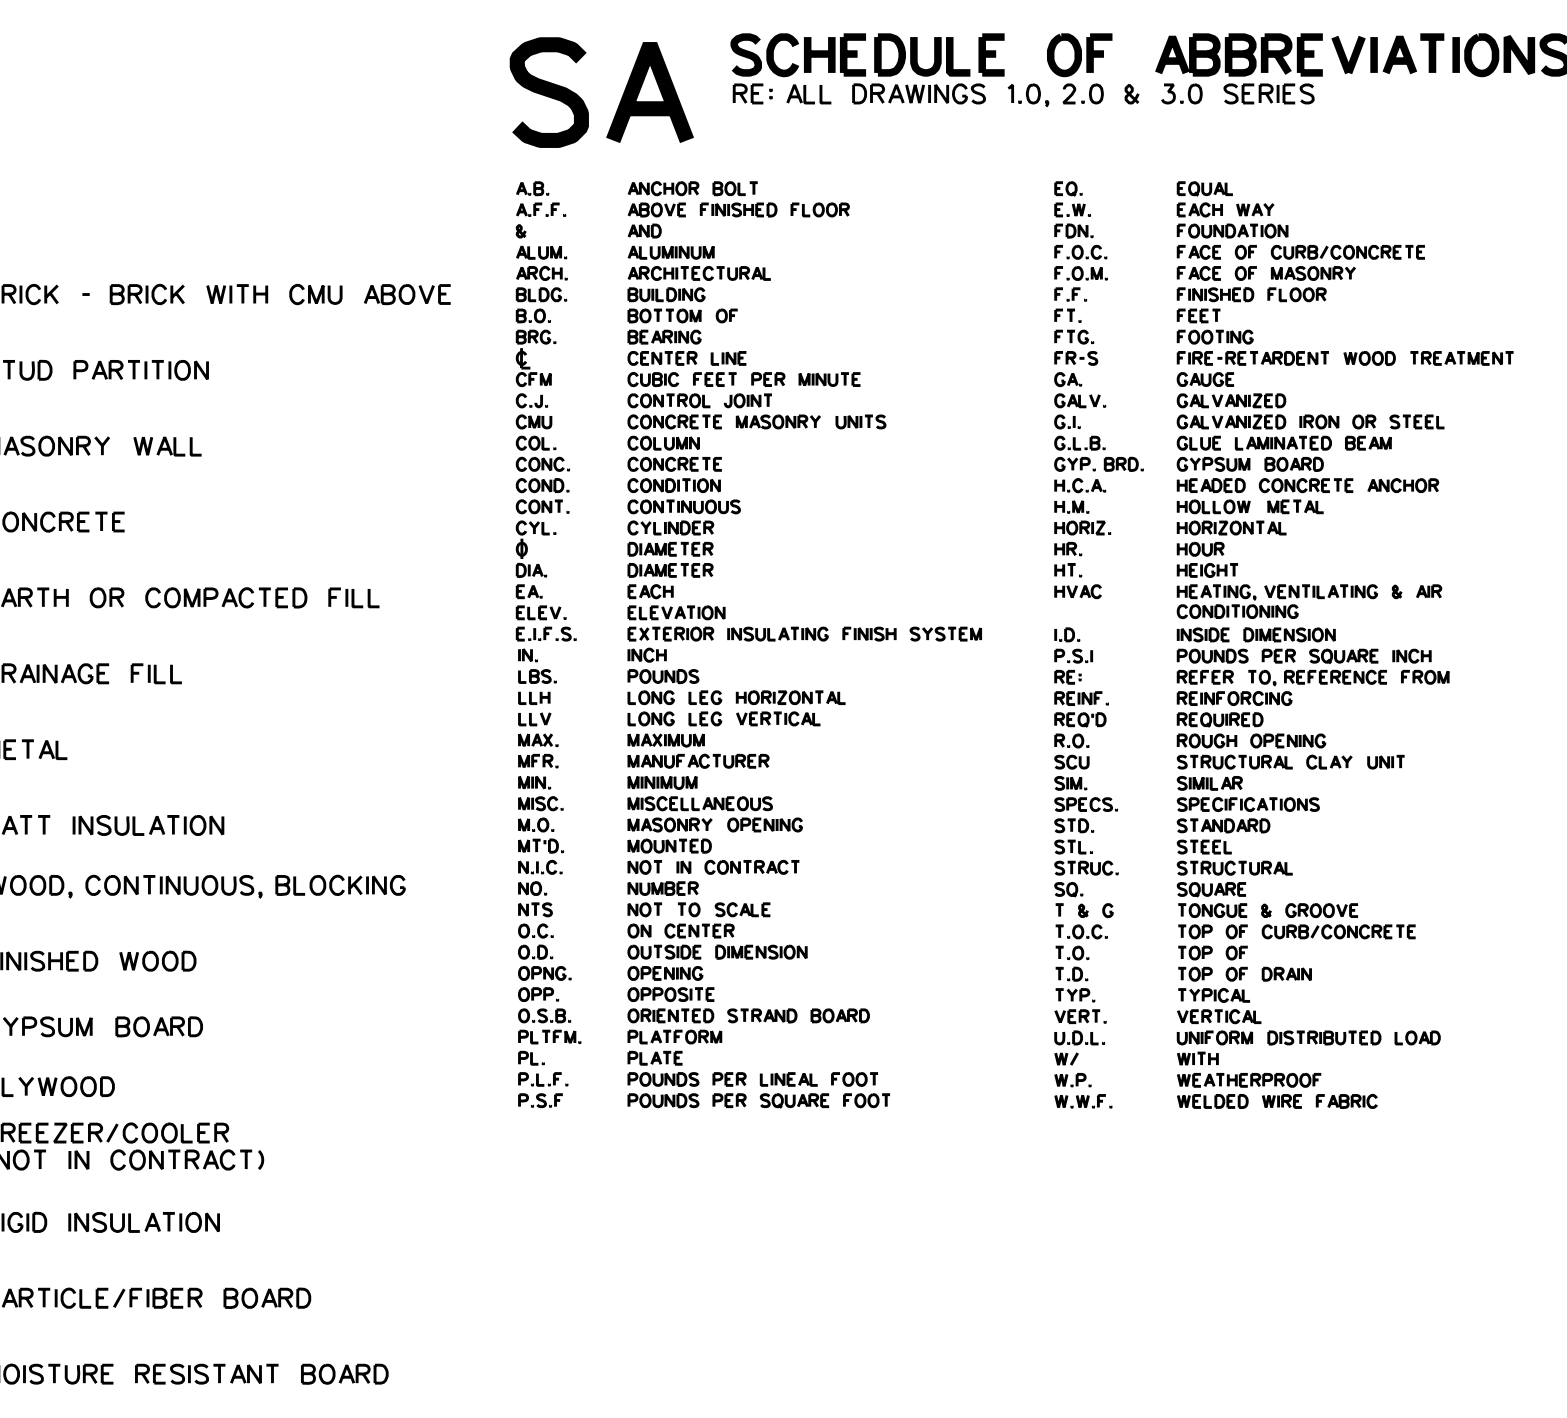 SA SCHEDULE OF ABBREVIATIONS
RE: ALL DRAWINGS 1.0, 2.0 & 3.0 SERIES
RICK - BRICK WITH CMU ABOVE
TUD PARTITION
ASONRY WALL
ONCRETE
ARTH OR COMPACTED FILL
RAINAGE FILL
ETAL
ATT INSULATION
WOOD, CONTINUOUS, BLOCKING
INISHED WOOD
YPSUM BOARD
LYWOOD
REEZER/COOLER
NOT IN CONTRACT)
IGID INSULATION
ARTICLE/FIBER BOARD
OISTURE RESISTANT BOARD
A.B. ANCHOR BOLT
A.F.F. ABOVE FINISHED FLOOR
& AND
ALUM. ALUMINUM
ARCH. ARCHITECTURAL
BLDG. BUILDING
B.O. BOTTOM OF
BRG. BEARING
℄ CENTER LINE
CFM CUBIC FEET PER MINUTE
C.J. CONTROL JOINT
CMU CONCRETE MASONRY UNITS
COL. COLUMN
CONC. CONCRETE
COND. CONDITION
CONT. CONTINUOUS
CYL. CYLINDER
ϕ DIAMETER
DIA. DIAMETER
EA. EACH
ELEV. ELEVATION
E.I.F.S. EXTERIOR INSULATING FINISH SYSTEM
IN. INCH
LBS. POUNDS
LLH LONG LEG HORIZONTAL
LLV LONG LEG VERTICAL
MAX. MAXIMUM
MFR. MANUFACTURER
MIN. MINIMUM
MISC. MISCELLANEOUS
M.O. MASONRY OPENING
MT'D. MOUNTED
N.I.C. NOT IN CONTRACT
NO. NUMBER
NTS NOT TO SCALE
O.C. ON CENTER
O.D. OUTSIDE DIMENSION
OPNG. OPENING
OPP. OPPOSITE
O.S.B. ORIENTED STRAND BOARD
PLTFM. PLATFORM
PL. PLATE
P.L.F. POUNDS PER LINEAL FOOT
P.S.F POUNDS PER SQUARE FOOT
EQ. EQUAL
E.W. EACH WAY
FDN. FOUNDATION
F.O.C. FACE OF CURB/CONCRETE
F.O.M. FACE OF MASONRY
F.F. FINISHED FLOOR
FT. FEET
FTG. FOOTING
FR-S FIRE-RETARDENT WOOD TREATMENT
GA. GAUGE
GALV. GALVANIZED
G.I. GALVANIZED IRON OR STEEL
G.L.B. GLUE LAMINATED BEAM
GYP. BRD. GYPSUM BOARD
H.C.A. HEADED CONCRETE ANCHOR
H.M. HOLLOW METAL
HORIZ. HORIZONTAL
HR. HOUR
HT. HEIGHT
HVAC HEATING, VENTILATING & AIR
CONDITIONING
I.D. INSIDE DIMENSION
P.S.I POUNDS PER SQUARE INCH
RE: REFER TO, REFERENCE FROM
REINF. REINFORCING
REQ'D REQUIRED
R.O. ROUGH OPENING
SCU STRUCTURAL CLAY UNIT
SIM. SIMILAR
SPECS. SPECIFICATIONS
STD. STANDARD
STL. STEEL
STRUC. STRUCTURAL
SQ. SQUARE
T & G TONGUE & GROOVE
T.O.C. TOP OF CURB/CONCRETE
T.O. TOP OF
T.D. TOP OF DRAIN
TYP. TYPICAL
VERT. VERTICAL
U.D.L. UNIFORM DISTRIBUTED LOAD
W/ WITH
W.P. WEATHERPROOF
W.W.F. WELDED WIRE FABRIC